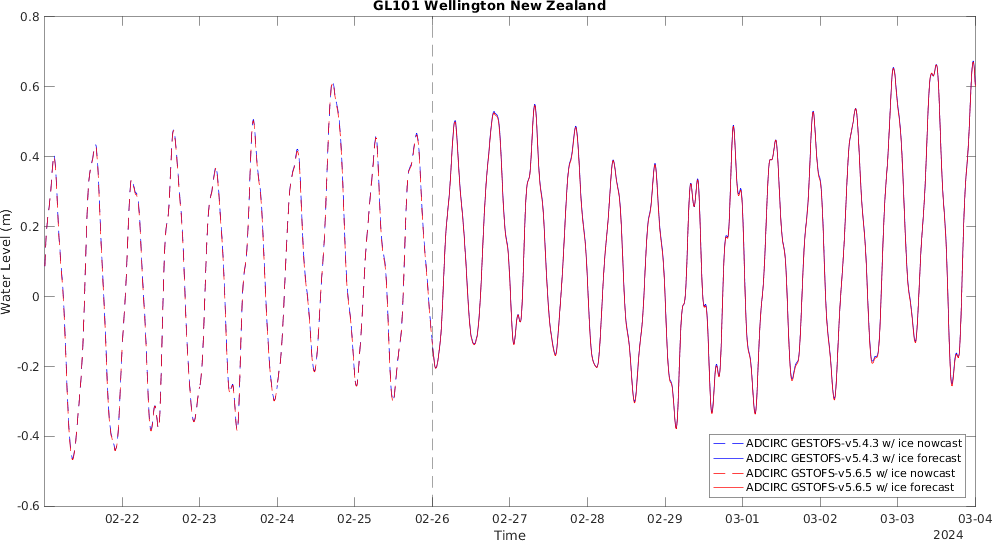 GL101 Wellington New Zealand
0.8
0.6
0.4
0.2
0
-0.2
-0.4
-0.6
Water Level (m)
02-22 02-23 02-24 02-25 02-26 02-27 02-28 02-29 03-01 03-02 03-03 03-04
Time
2024
ADCIRC GESTOFS-v5.4.3 w/ ice nowcast
ADCIRC GESTOFS-v5.4.3 w/ ice forecast
ADCIRC GSTOFS-v5.6.5 w/ ice nowcast
ADCIRC GSTOFS-v5.6.5 w/ ice forecast